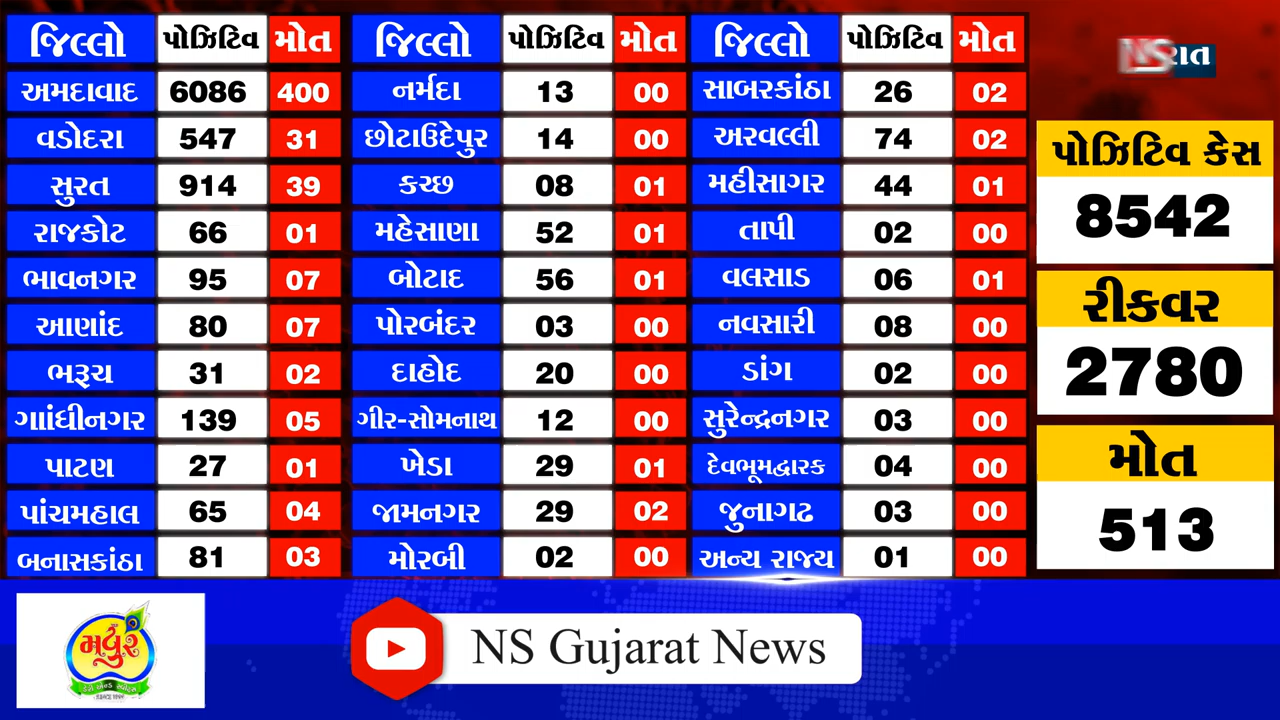 જિલ્લો પોઝિટિવ મોત જિલ્લો પોઝિટિવ મોત જિલ્લો પોઝિટિવ મોત
અમદાવાદ 6086 400 નર્મદા 13 00 સાબરકાંઠા 26 02
વડોદરા 547 31 છોટાઉદેપુર 14 00 અરવલ્લી 74 02
સુરત 914 39 કચ્છ 08 01 મહીસાગર 44 01
રાજકોટ 66 01 મહેસાણા 52 01 તાપી 02 00
ભાવનગર 95 07 બોટાદ 56 01 વલસાડ 06 01
આણાંદ 80 07 પોરબંદર 03 00 નવસારી 08 00
ભરૂચ 31 02 દાહોદ 20 00 ડાંગ 02 00
ગાાંધીનગર 139 05 ગીર-સોમનાથ 12 00 સુરેન્દ્રનગર 03 00
પાટણ 27 01 ખેડા 29 01 દેવભૂમદ્વારક 04 00
પાંચમહાલ 65 04 જામનગર 29 02 જુનાગઢ 03 00
બનાસકાંઠા 81 03 મોરબી 02 00 અન્ય રાજ્ય 01 00
NS રાત
પોઝિટિવ કેસ
8542
રીકવર
2780
મોત
513
મયુર
NS Gujarat News